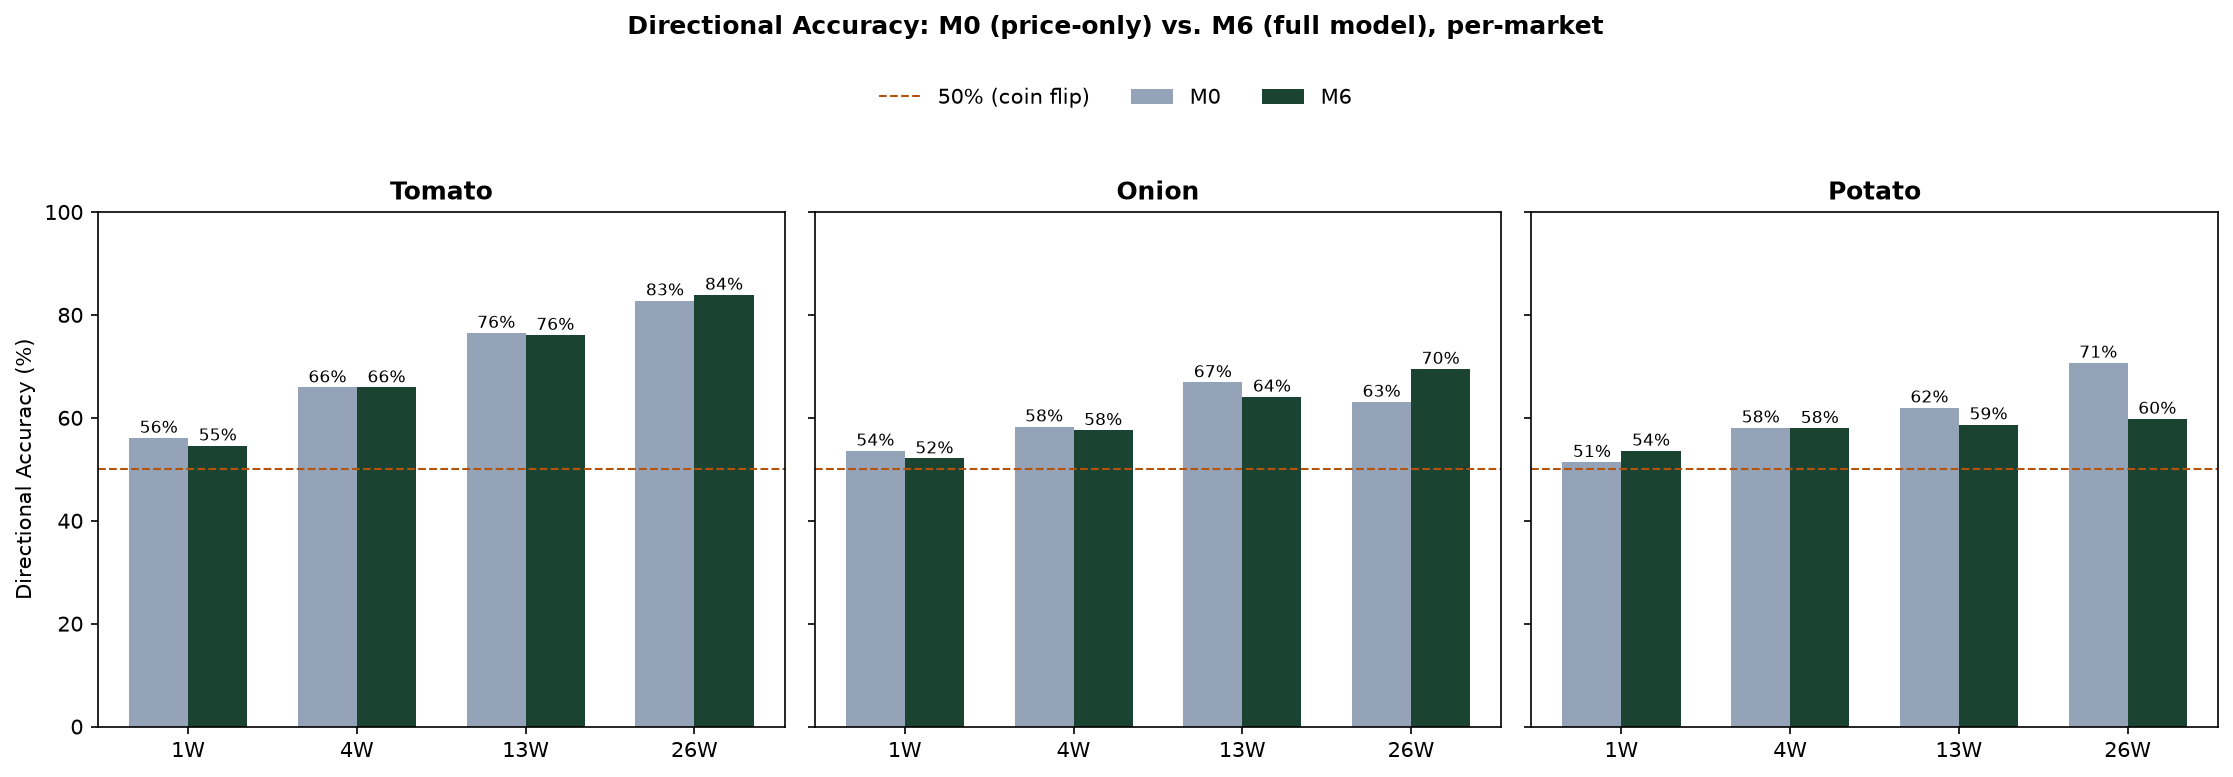 Directional Accuracy: M0 (price-only) vs. M6 (full model), per-market
50% (coin flip) M0 M6
Tomato
Directional Accuracy (%)
100
80
60
40
20
0
56% 55% 66% 66% 76% 76% 83% 84%
1W 4W 13W 26W
Onion
54% 52% 58% 58% 67% 64% 63% 70%
1W 4W 13W 26W
Potato
51% 54% 58% 58% 62% 59% 71% 60%
1W 4W 13W 26W